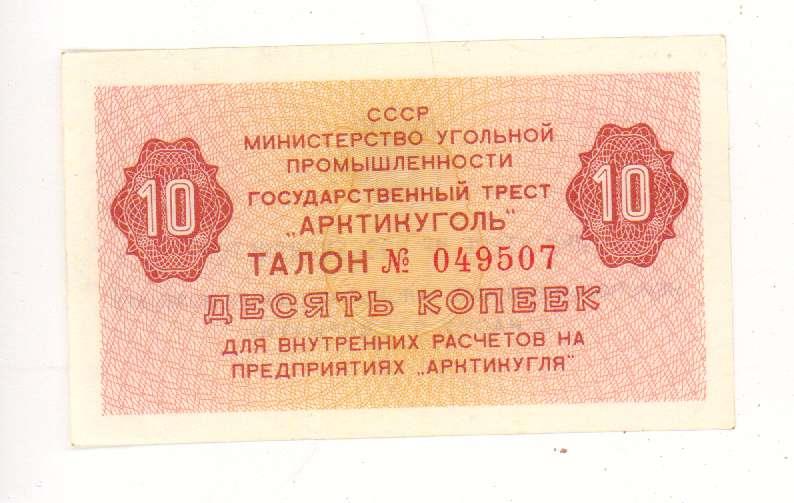 СССР
МИНИСТЕРСТВО УГОЛЬНОЙ
ПРОМЫШЛЕННОСТИ
ГОСУДАРСТВЕННЫЙ ТРЕСТ
„АРКТИКУГОЛЬ"
10
10
ТАЛОН № 049507
ДЕСЯТЬ КОПЕЕК
ДЛЯ ВНУТРЕННИХ РАСЧЕТОВ НА
ПРЕДПРИЯТИЯХ „АРКТИКУГЛЯ"